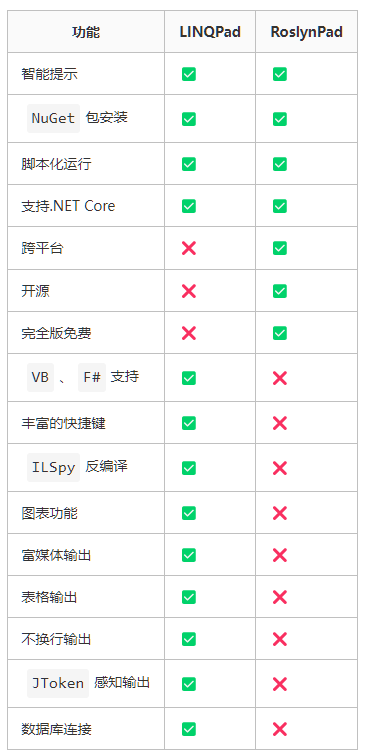 功能 LINQPad RoslynPad
智能提示 ✅ ✅
NuGet 包安装 ✅ ✅
脚本化运行 ✅ ✅
支持.NET Core ✅ ✅
跨平台 ❌ ✅
开源 ❌ ✅
完全版免费 ❌ ✅
VB 、 F# 支持 ✅ ❌
丰富的快捷键 ✅ ❌
ILSpy 反编译 ✅ ❌
图表功能 ✅ ❌
富媒体输出 ✅ ❌
表格输出 ✅ ❌
不换行输出 ✅ ❌
JToken 感知输出 ✅ ❌
数据库连接 ✅ ❌